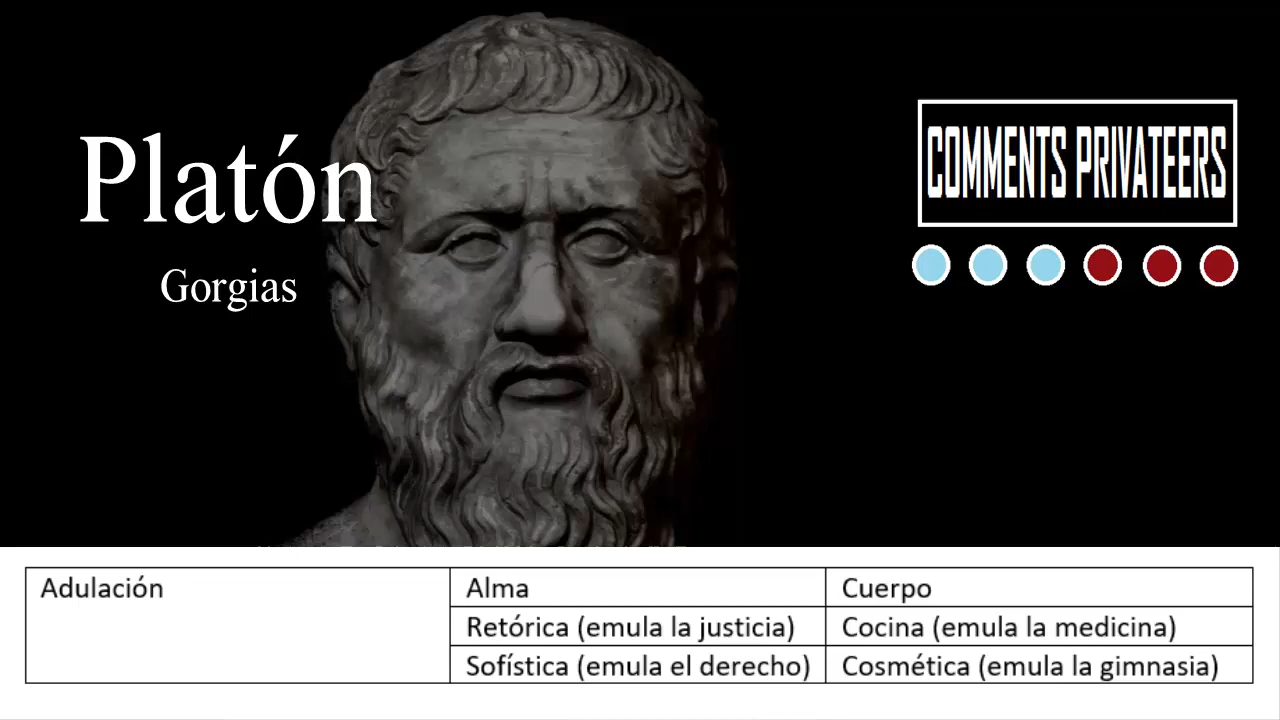 Platón
Gorgias
COMMENTS PRIVATEERS
Adulación
Alma
Cuerpo
Retórica (emula la justicia)
Cocina (emula la medicina)
Sofística (emula el derecho)
Cosmética (emula la gimnasia)